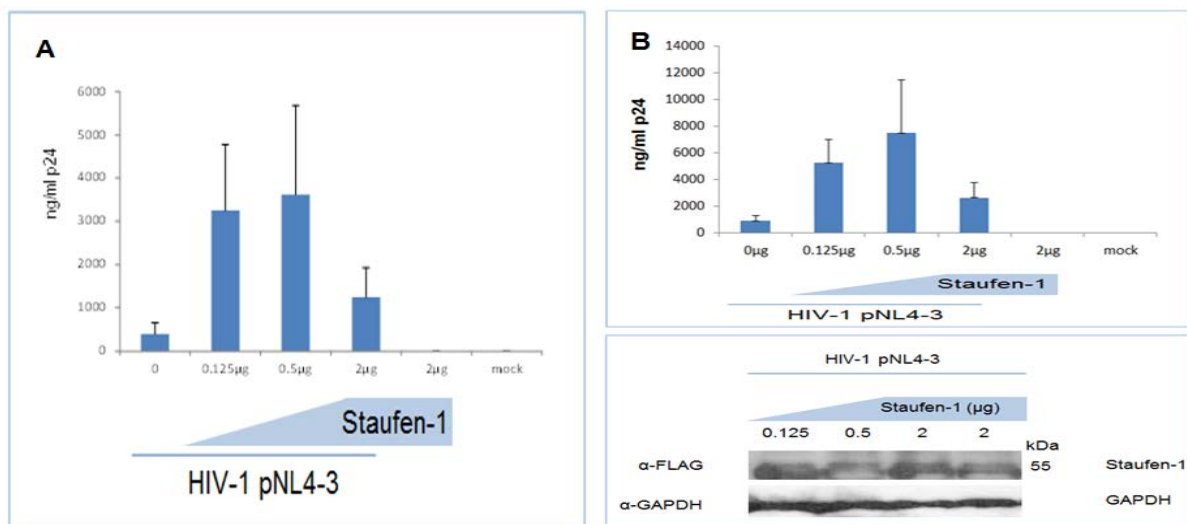 A
6000
5000
4000
3000
2000
1000
0
ng/ml p24
0 0.125µg 0.5µg 2µg 2µg mock
Staufen-1
HIV-1 pNL4-3
B
14000
12000
10000
8000
6000
4000
2000
0
ng/ml p24
0µg 0.125µg 0.5µg 2µg 2µg mock
Staufen-1
HIV-1 pNL4-3
HIV-1 pNL4-3
Staufen-1 (µg)
0.125 0.5 2 2 kDa
α-FLAG 55 Staufen-1
α-GAPDH GAPDH